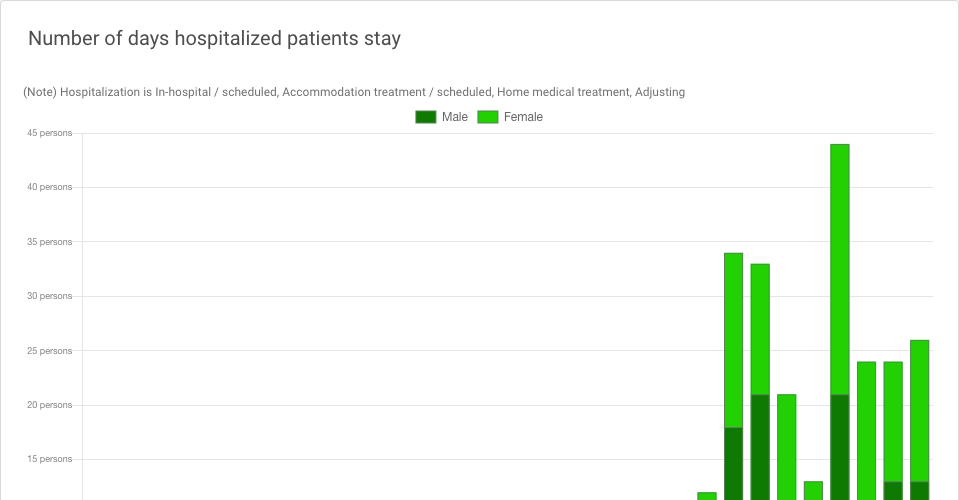 Number of days hospitalized patients stay
(Note) Hospitalization is In-hospital / scheduled, Accommodation treatment / scheduled, Home medical treatment, Adjusting
Male Female
45 persons
40 persons
35 persons
30 persons
25 persons
20 persons
15 persons